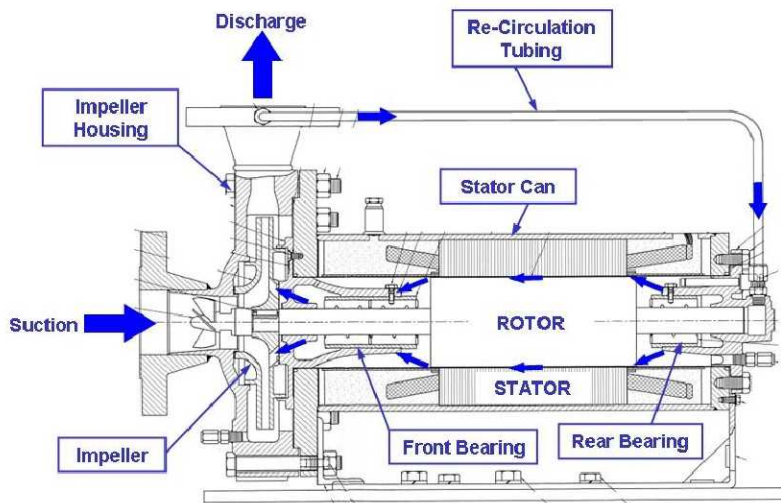 Discharge
Re-Circulation
Tubing
Impeller
Housing
Stator Can
Suction
ROTOR
STATOR
Impeller
Front Bearing
Rear Bearing